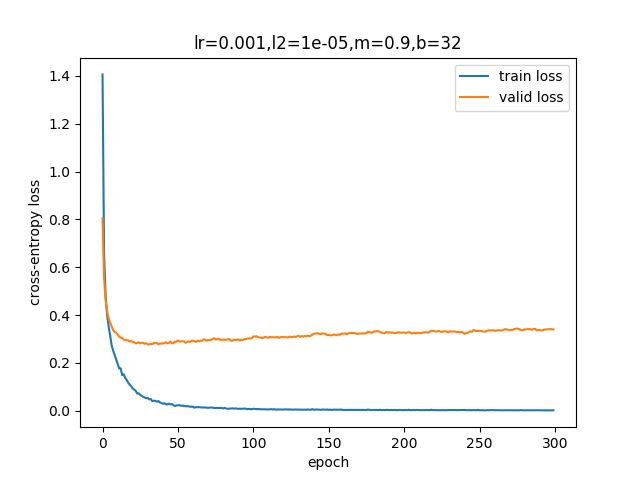 lr=0.001,l2=1e-05,m=0.9,b=32
train loss
valid loss
cross-entropy loss
1.4
1.2
1.0
0.8
0.6
0.4
0.2
0.0
0 50 100 150 200 250 300
epoch